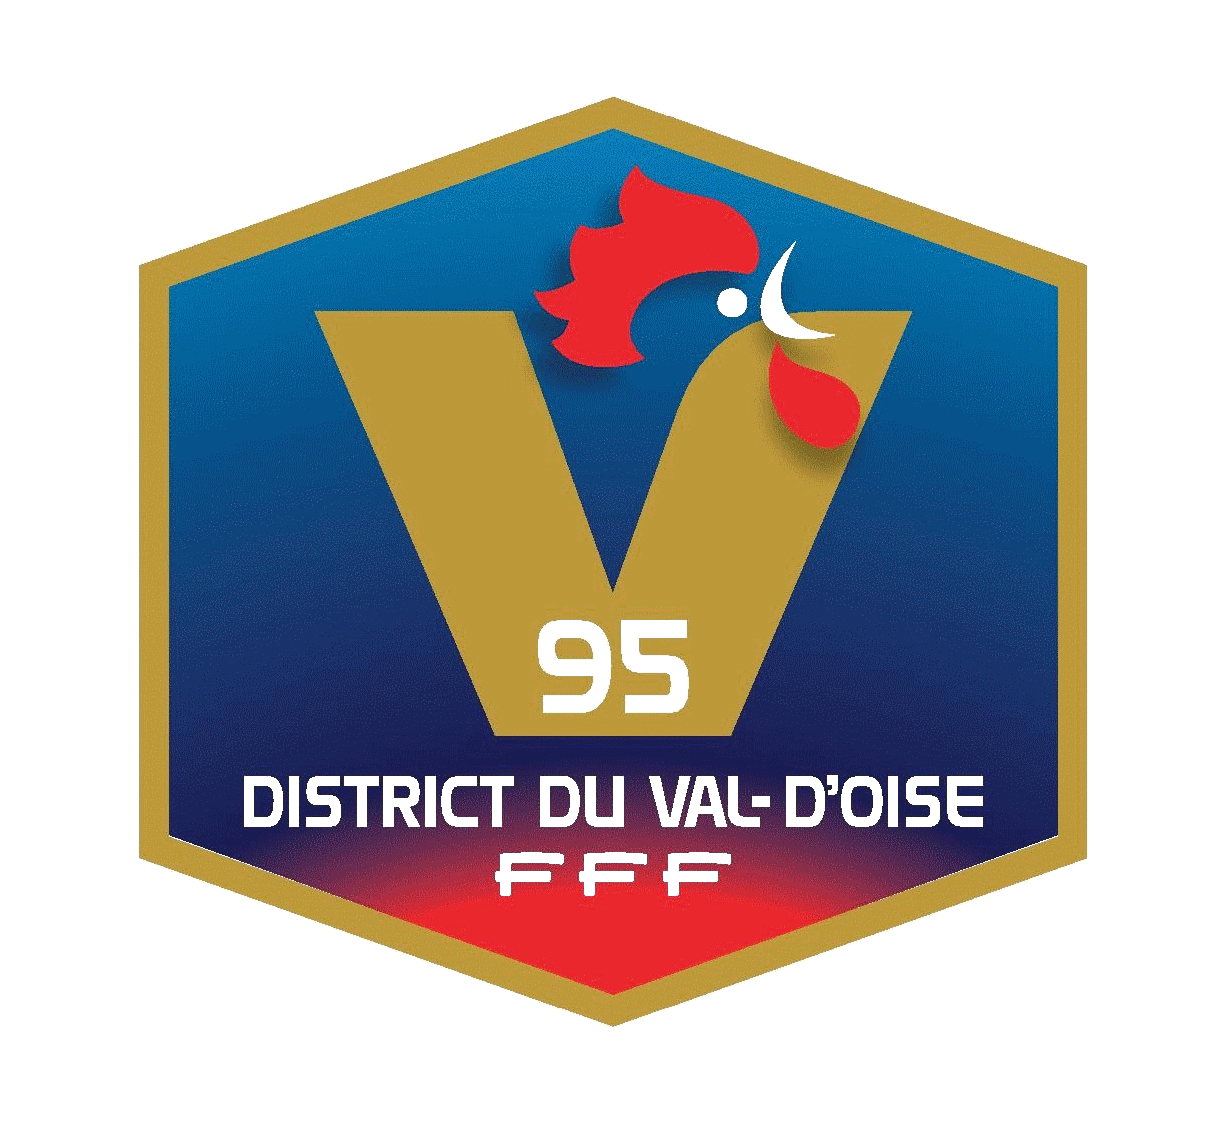 V
95
DISTRICT DU VAL-D'OISE
FFF